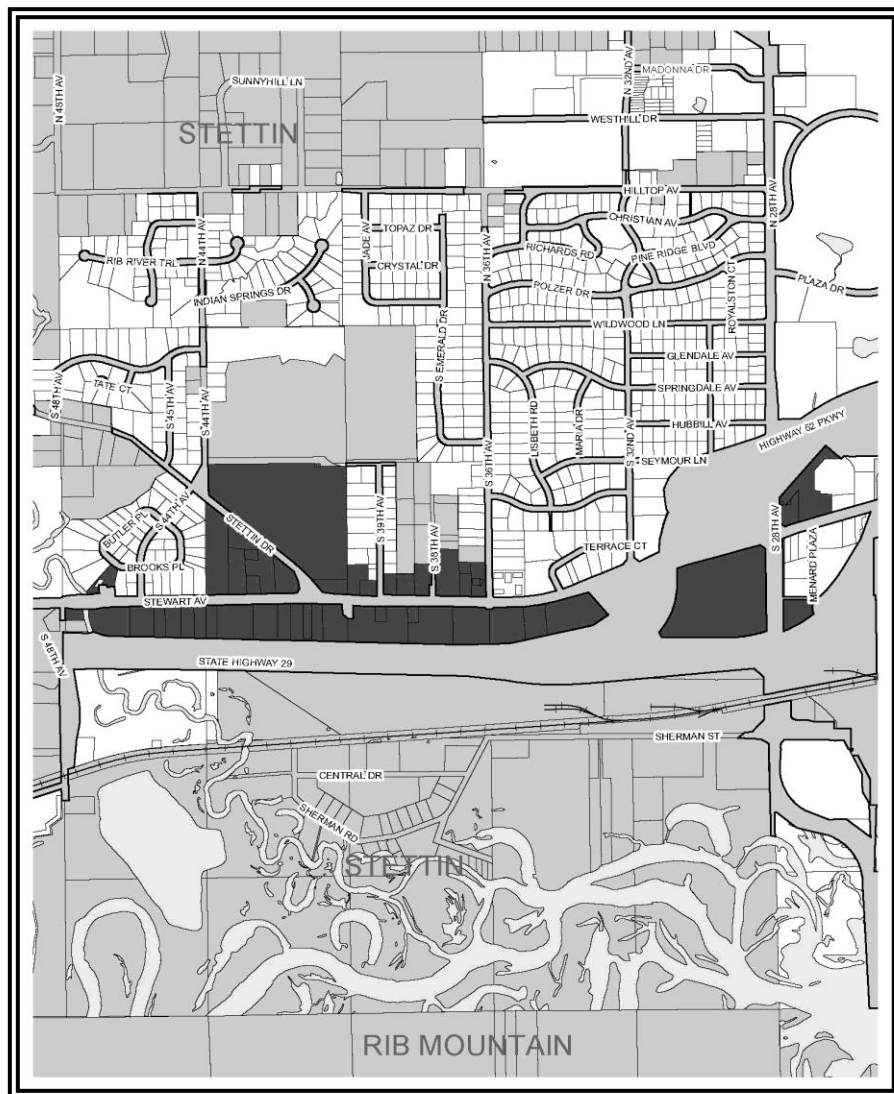 N 48TH AV
SUNNYHILL LN
STETTIN
N 32ND AV
MADONNA DR
WESTHILL DR
N 28TH AV
HILLTOP AV
CHRISTIAN AV
N 44TH AV
JADE AV
TOPAZ DR
N 36TH AV
RICHARDS RD
PINE RIDGE BLVD
RIB RIVER TRL
CRYSTAL DR
INDIAN SPRINGS DR
POLZER DR
ROYALSTON CT
PLAZA DR
S EMERALD DR
WILDWOOD LN
GLENDALE AV
S 48TH AV
TATE CT
S 45TH AV
S 44TH AV
SPRINGDALE AV
LISBETH RD
MARIA DR
S 36TH AV
S 32ND AV
HUBBILL AV
HIGHWAY 52 PKWY
SEYMOUR LN
BUTLER PL
S 44TH AV
STETTIN DR
S 39TH AV
S 38TH AV
S 28TH AV
BROOKS PL
TERRACE CT
MENARD PLAZA
STEWART AV
S 48TH AV
STATE HIGHWAY 29
SHERMAN ST
CENTRAL DR
SHERMAN RD
STETTIN
RIB MOUNTAIN